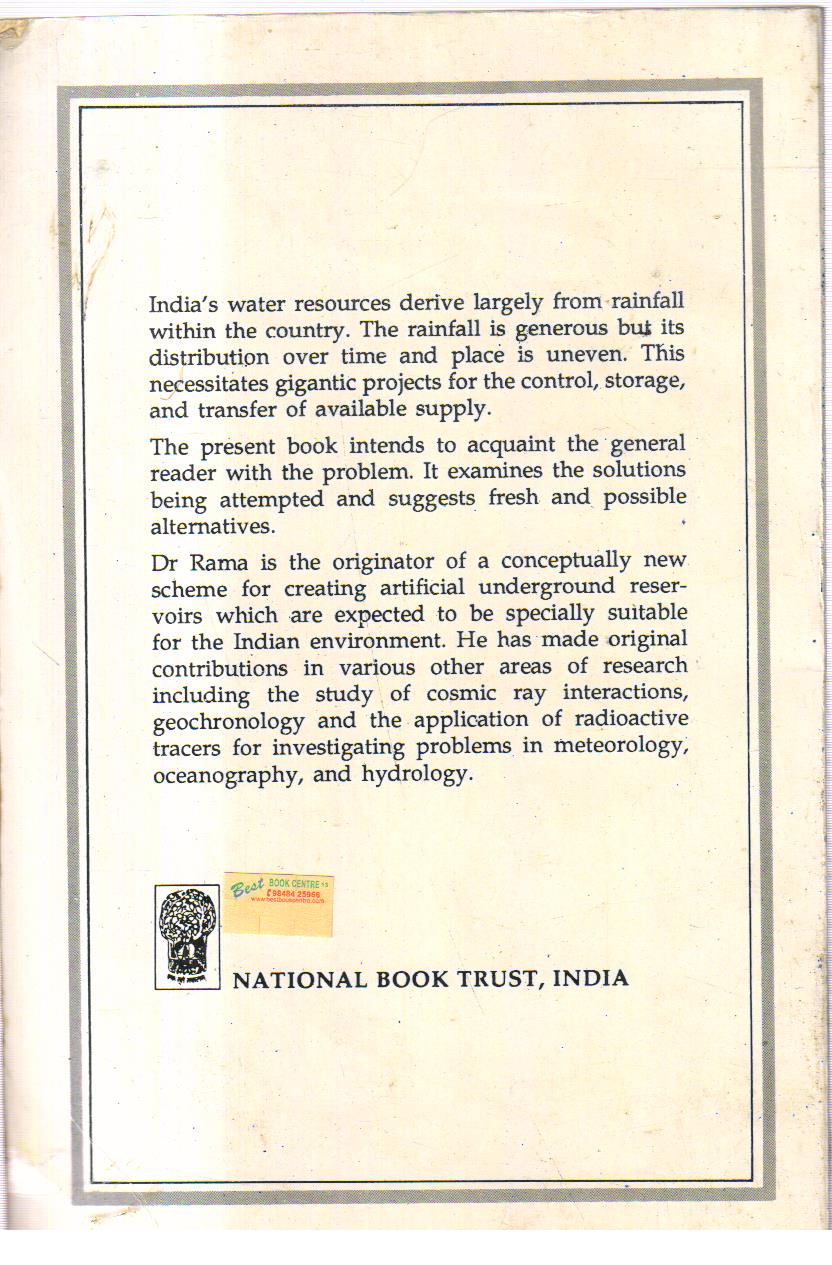 India's water resources derive largely from rainfall
within the country. The rainfall is generous but its
distribution over time and place is uneven. This
necessitates gigantic projects for the control, storage,
and transfer of available supply.
The present book intends to acquaint the general
reader with the problem. It examines the solutions
being attempted and suggests fresh and possible
alternatives.
Dr Rama is the originator of a conceptually new
scheme for creating artificial underground reser-
voirs which are expected to be specially suitable
for the Indian environment. He has made original
contributions in various other areas of research
including the study of cosmic ray interactions,
geochronology and the application of radioactive
tracers for investigating problems in meteorology,
oceanography, and hydrology.
Best BOOK CENTRE
98484 25966
NATIONAL BOOK TRUST, INDIA